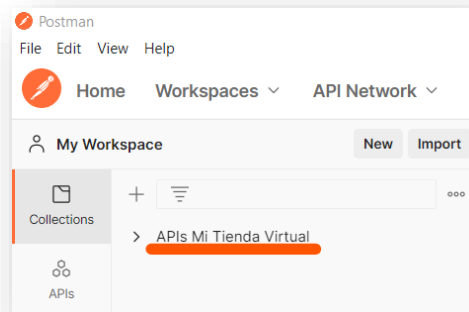 Postman
File Edit View Help
Home Workspaces API Network
My Workspace New Import
Collections
APIs Mi Tienda Virtual
APIs